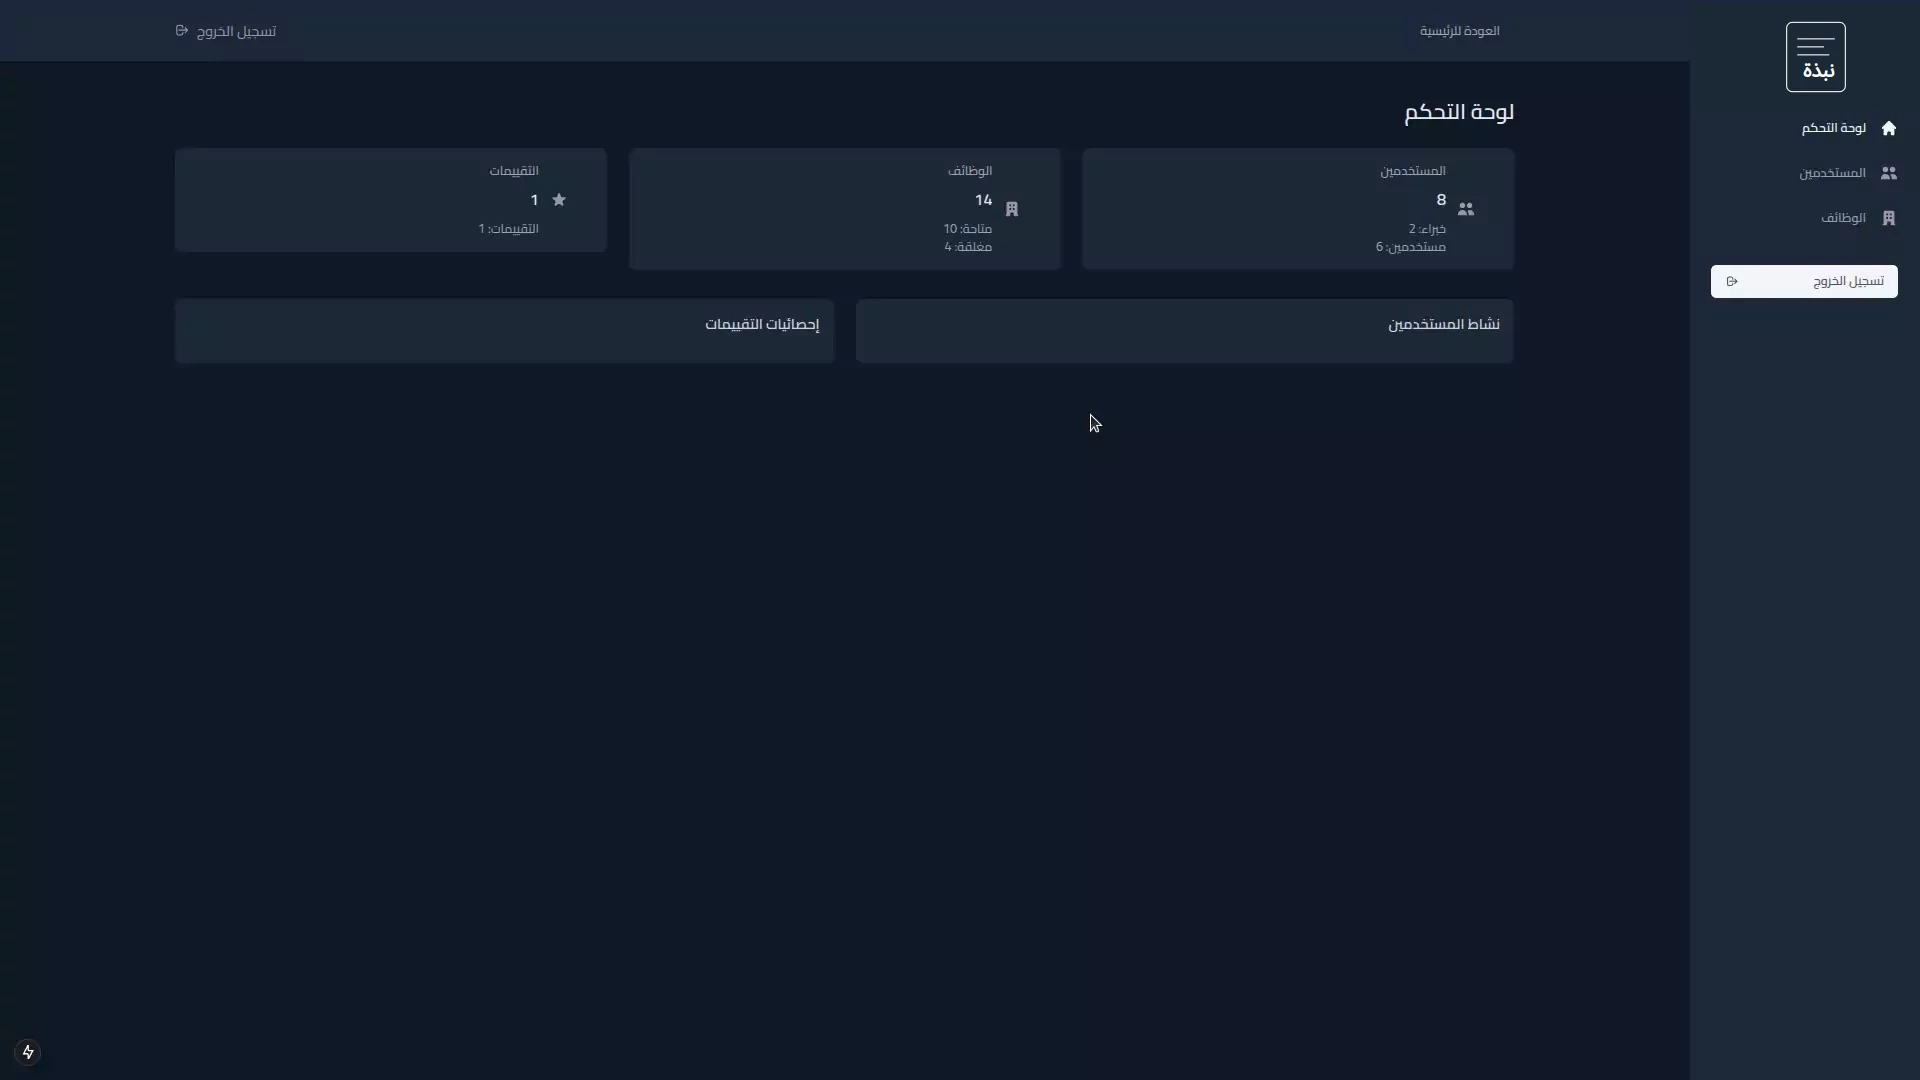 نبذة
لوحة التحكم
المستخدمين
الوظائف
تسجيل الخروج
العودة للرئيسية
تسجيل الخروج
لوحة التحكم
المستخدمين
8
خبراء: 2
مستخدمين: 6
الوظائف
14
متاحة: 10
مغلقة: 4
التقييمات
1
التقييمات: 1
نشاط المستخدمين
إحصائيات التقييمات